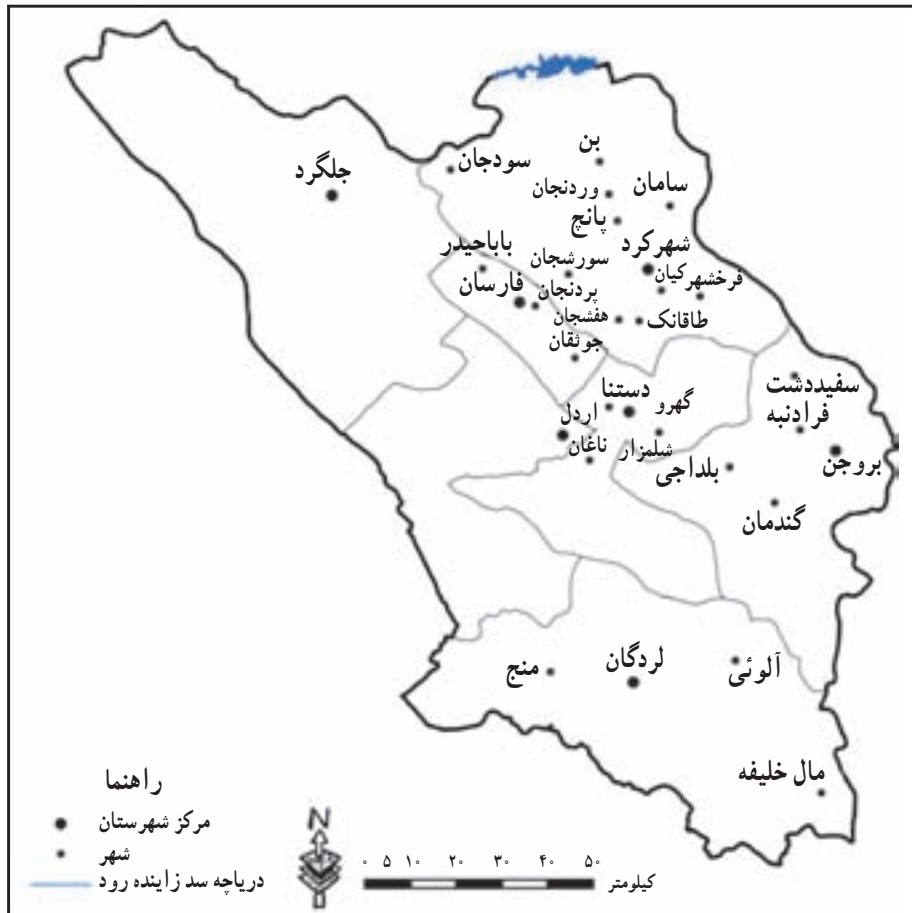 بن
سودجان
جلگرد
وردنجان
سامان
پانچ
باباحیدر
سورشجان
شهرکرد
کیان
فرخشهر
فارسان
پردنجان
هفشجان
طاقانک
جوثقان
دستنا
گهرو
سفیددشت
فرادنبه
اردل
ناغان
شلمزار
بلداجی
بروجن
گندمان
منج
لردگان
آلوئی
مال خلیفه
راهنما
مرکز شهرستان
شهر
دریاچه سد زاینده رود
N
۰ ۵ ۱۰ ۲۰ ۳۰ ۴۰ ۵۰
کیلومتر